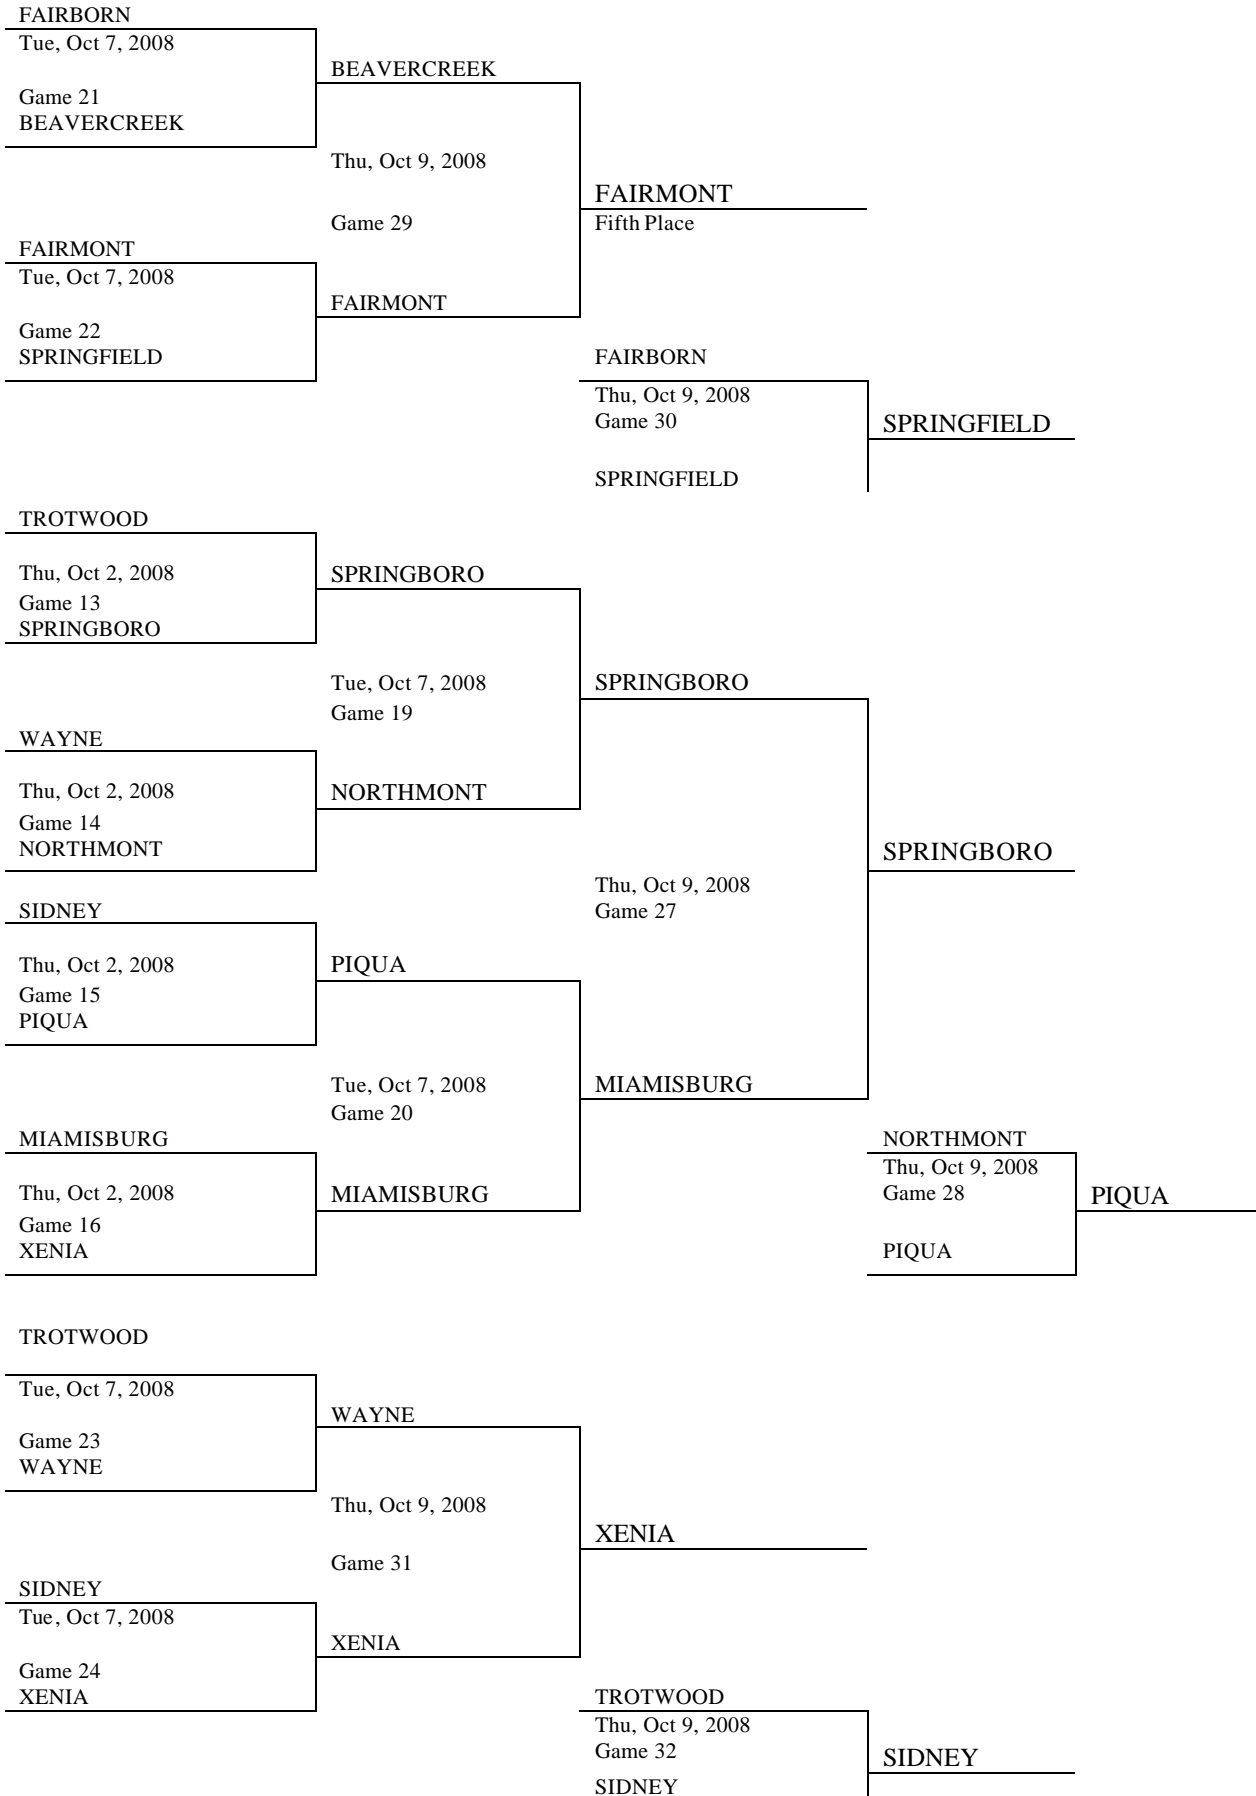 FAIRBORN
Tue, Oct 7, 2008
BEAVERCREEK
Game 21
BEAVERCREEK
Thu, Oct 9, 2008
FAIRMONT
Game 29
Fifth Place
FAIRMONT
Tue, Oct 7, 2008
FAIRMONT
Game 22
SPRINGFIELD
FAIRBORN
Thu, Oct 9, 2008
Game 30
SPRINGFIELD
SPRINGFIELD
TROTWOOD
Thu, Oct 2, 2008
SPRINGBORO
Game 13
SPRINGBORO
Tue, Oct 7, 2008
SPRINGBORO
Game 19
WAYNE
Thu, Oct 2, 2008
NORTHMONT
Game 14
NORTHMONT
SPRINGBORO
Thu, Oct 9, 2008
Game 27
SIDNEY
Thu, Oct 2, 2008
PIQUA
Game 15
PIQUA
Tue, Oct 7, 2008
MIAMISBURG
Game 20
MIAMISBURG
NORTHMONT
Thu, Oct 9, 2008
Thu, Oct 2, 2008
MIAMISBURG
Game 28
PIQUA
Game 16
XENIA
PIQUA
TROTWOOD
Tue, Oct 7, 2008
WAYNE
Game 23
WAYNE
Thu, Oct 9, 2008
XENIA
Game 31
SIDNEY
Tue, Oct 7, 2008
XENIA
Game 24
XENIA
TROTWOOD
Thu, Oct 9, 2008
Game 32
SIDNEY
SIDNEY